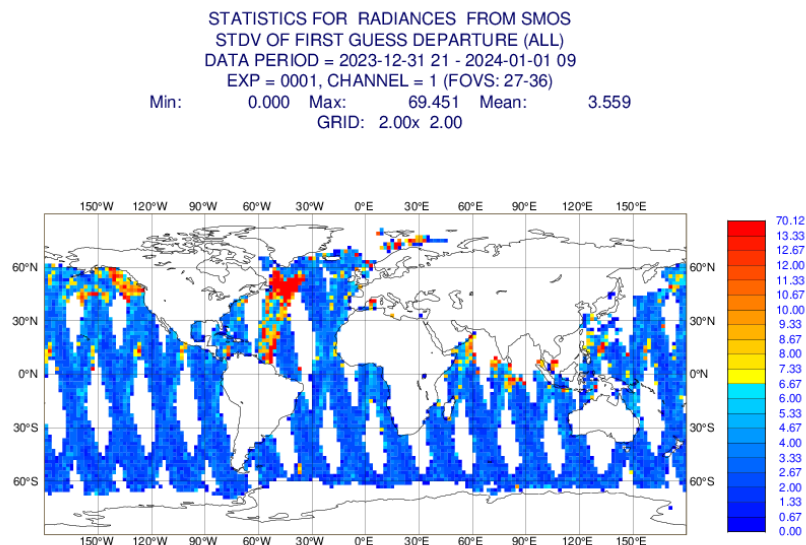 STATISTICS FOR RADIANCES FROM SMOS
STDV OF FIRST GUESS DEPARTURE (ALL)
DATA PERIOD = 2023-12-31 21 - 2024-01-01 09
EXP = 0001, CHANNEL = 1 (FOVS: 27-36)
Min: 0.000 Max: 69.451 Mean: 3.559
GRID: 2.00x 2.00
150°W 120°W 90°W 60°W 30°W 0°E 30°E 60°E 90°E 120°E 150°E
60°N 60°N
30°N 30°N
0°N 0°N
30°S 30°S
60°S 60°S
150°W 120°W 90°W 60°W 30°W 0°E 30°E 60°E 90°E 120°E 150°E
70.12
13.33
12.67
12.00
11.33
10.67
10.00
9.33
8.67
8.00
7.33
6.67
6.00
5.33
4.67
4.00
3.33
2.67
2.00
1.33
0.67
0.00